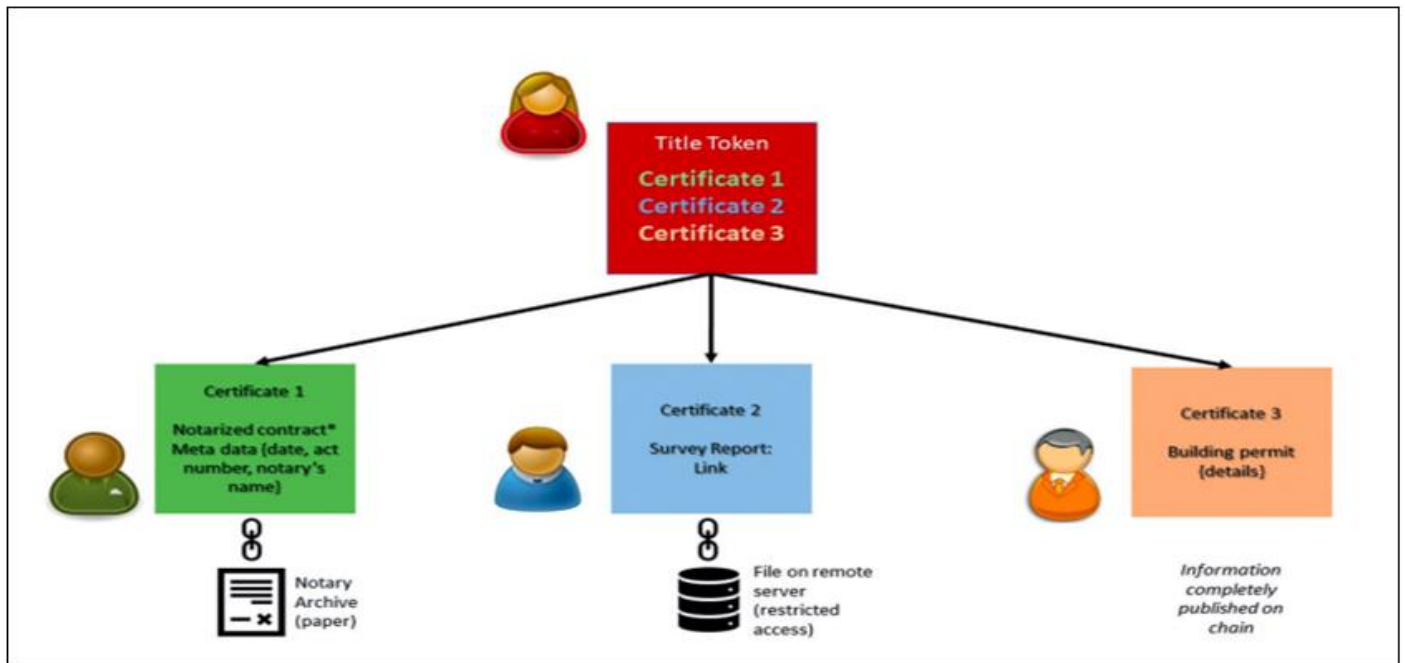 Title Token
Certificate 1
Certificate 2
Certificate 3
Certificate 1
Notarized contract*
Meta data {date, act
number, notary's
name}
Certificate 2
Survey Report:
Link
Certificate 3
Building permit
{details}
Notary
Archive
(paper)
File on remote
server
(restricted
access)
Information
completely
published on
chain